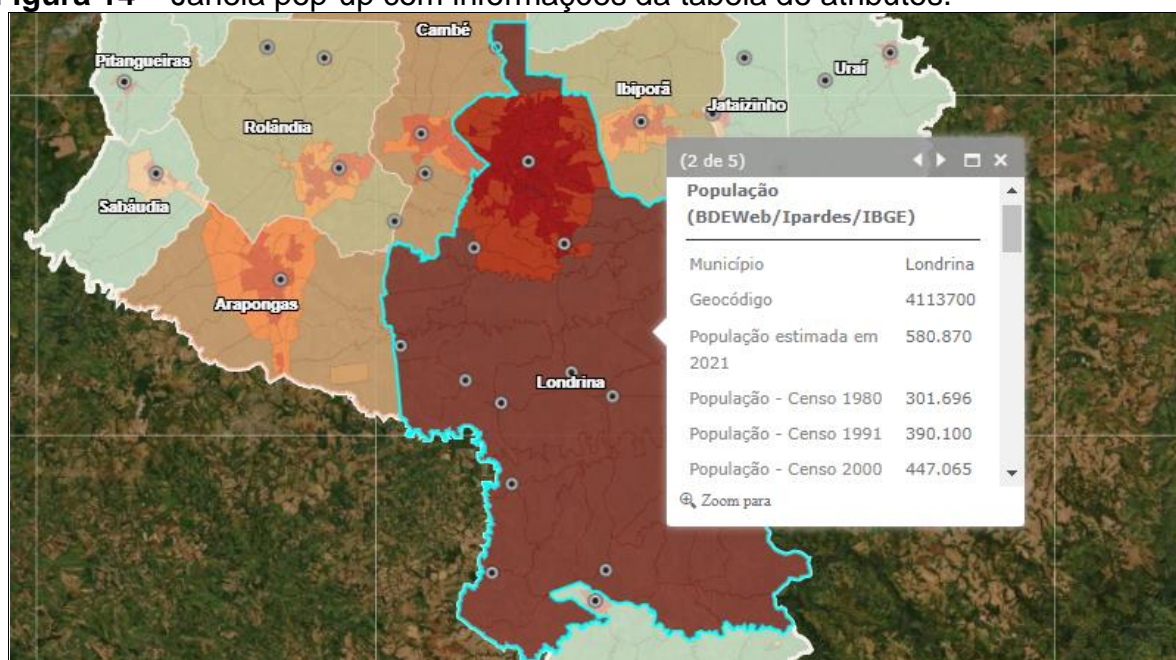 Figura 14 – Janela pop-up com informações da tabela de atributos.
Cambé
Pitangueiras
Uraí
Ibiporã
Jataizinho
Rolândia
Sabáudia
Arapongas
Londrina
(2 de 5)
População
(BDEWeb/Ipardes/IBGE)
Município Londrina
Geocódigo 4113700
População estimada em 580.870
2021
População - Censo 1980 301.696
População - Censo 1991 390.100
População - Censo 2000 447.065
Zoom para